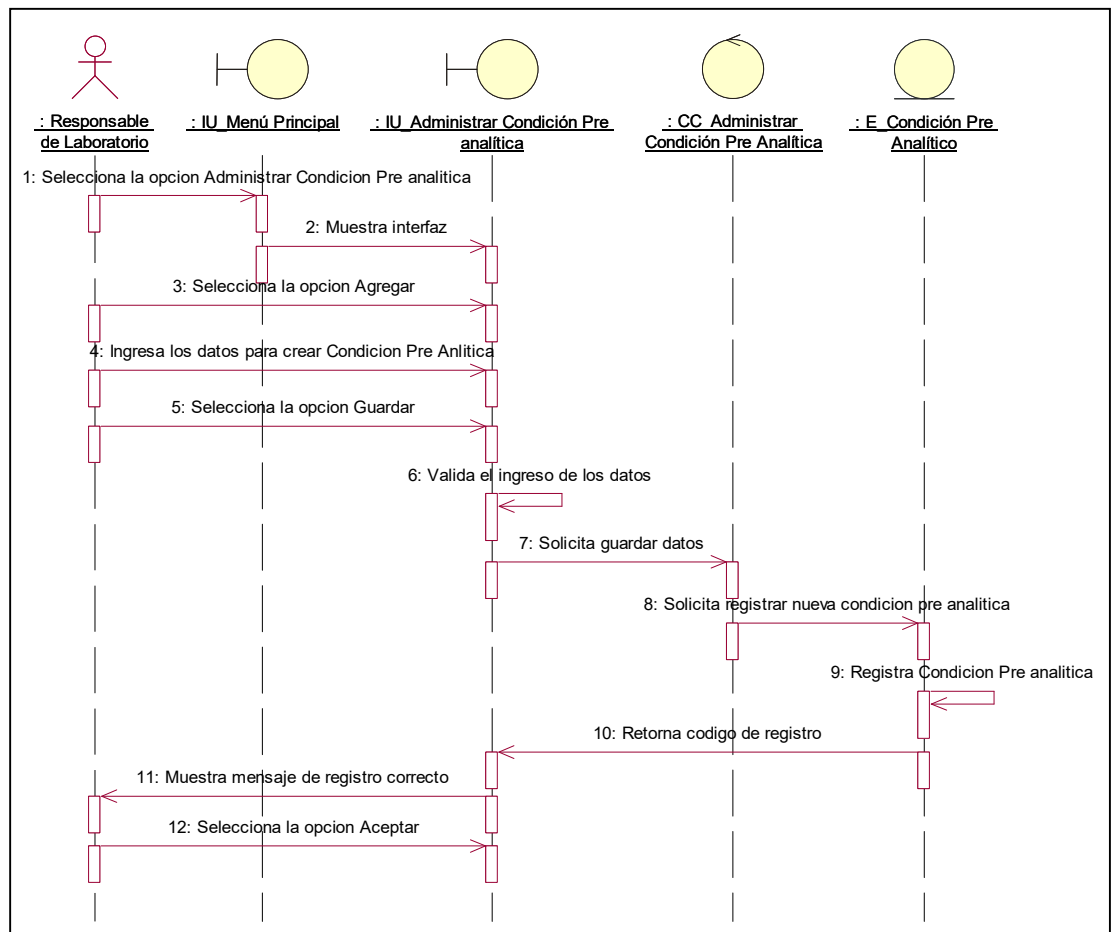 : Responsable
de Laboratorio
: IU_Menú Principal
: IU_Administrar Condición Pre
analítica
: CC_Administrar
Condición Pre Analítica
: E_Condición Pre
Analítico
1: Selecciona la opcion Administrar Condicion Pre analitica
2: Muestra interfaz
3: Selecciona la opcion Agregar
4: Ingresa los datos para crear Condicion Pre Anlitica
5: Selecciona la opcion Guardar
6: Valida el ingreso de los datos
7: Solicita guardar datos
8: Solicita registrar nueva condicion pre analitica
9: Registra Condicion Pre analitica
10: Retorna codigo de registro
11: Muestra mensaje de registro correcto
12: Selecciona la opcion Aceptar